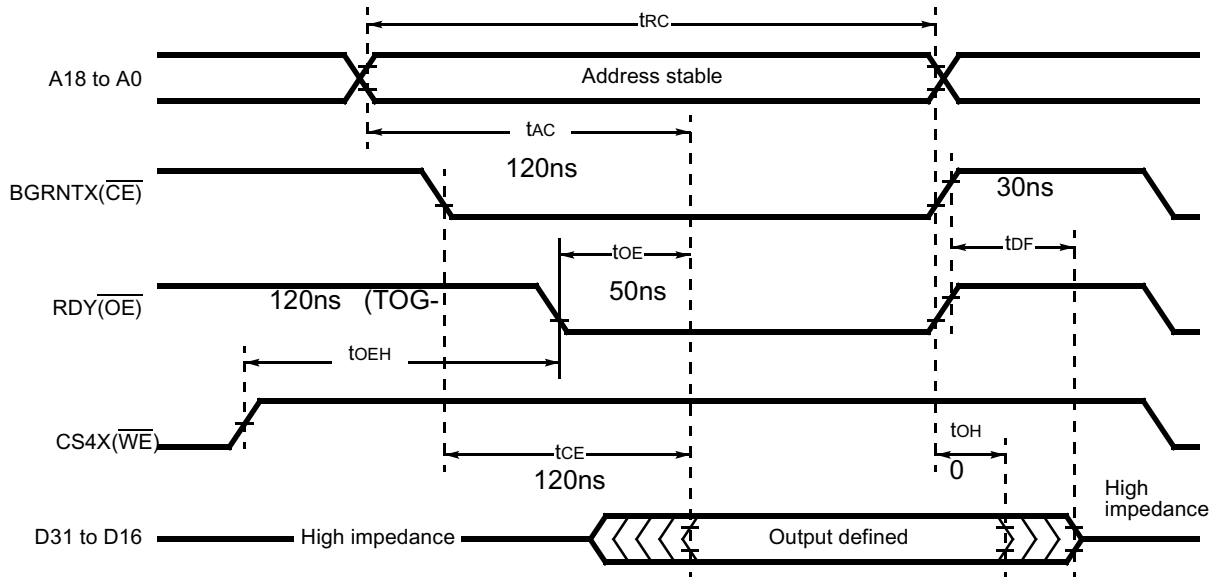 tRC
A18 to A0
Address stable
tAC
120ns
BGRNTX(CE)
30ns
tOE
tDF
50ns
RDY(OE)
120ns (TOG-
tOEH
CS4X(WE)
tCE
120ns
tOH
0
High
impedance
D31 to D16
High impedance
Output defined